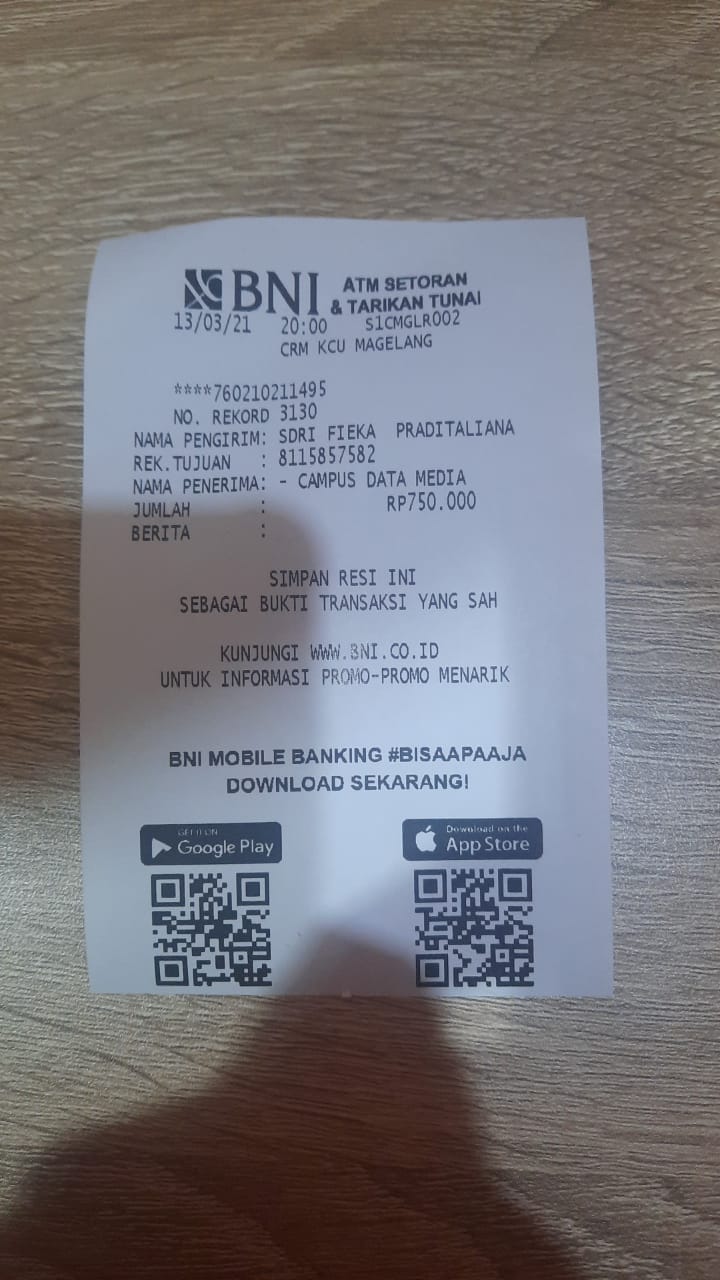 BNI ATM SETORAN
& TARIKAN TUNAI
13/03/21 20:00 S1CMGLR002
CRM KCU MAGELANG
****760210211495
NO. REKORD 3130
NAMA PENGIRIM: SDRI FIEKA PRADITALIANA
REK.TUJUAN : 8115857582
NAMA PENERIMA: - CAMPUS DATA MEDIA
JUMLAH : RP750.000
BERITA :
SIMPAN RESI INI
SEBAGAI BUKTI TRANSAKSI YANG SAH
KUNJUNGI WWW.BNI.CO.ID
UNTUK INFORMASI PROMO-PROMO MENARIK
BNI MOBILE BANKING #BISAAPAAJA
DOWNLOAD SEKARANG!
GET IT ON Download on the
Google Play App Store